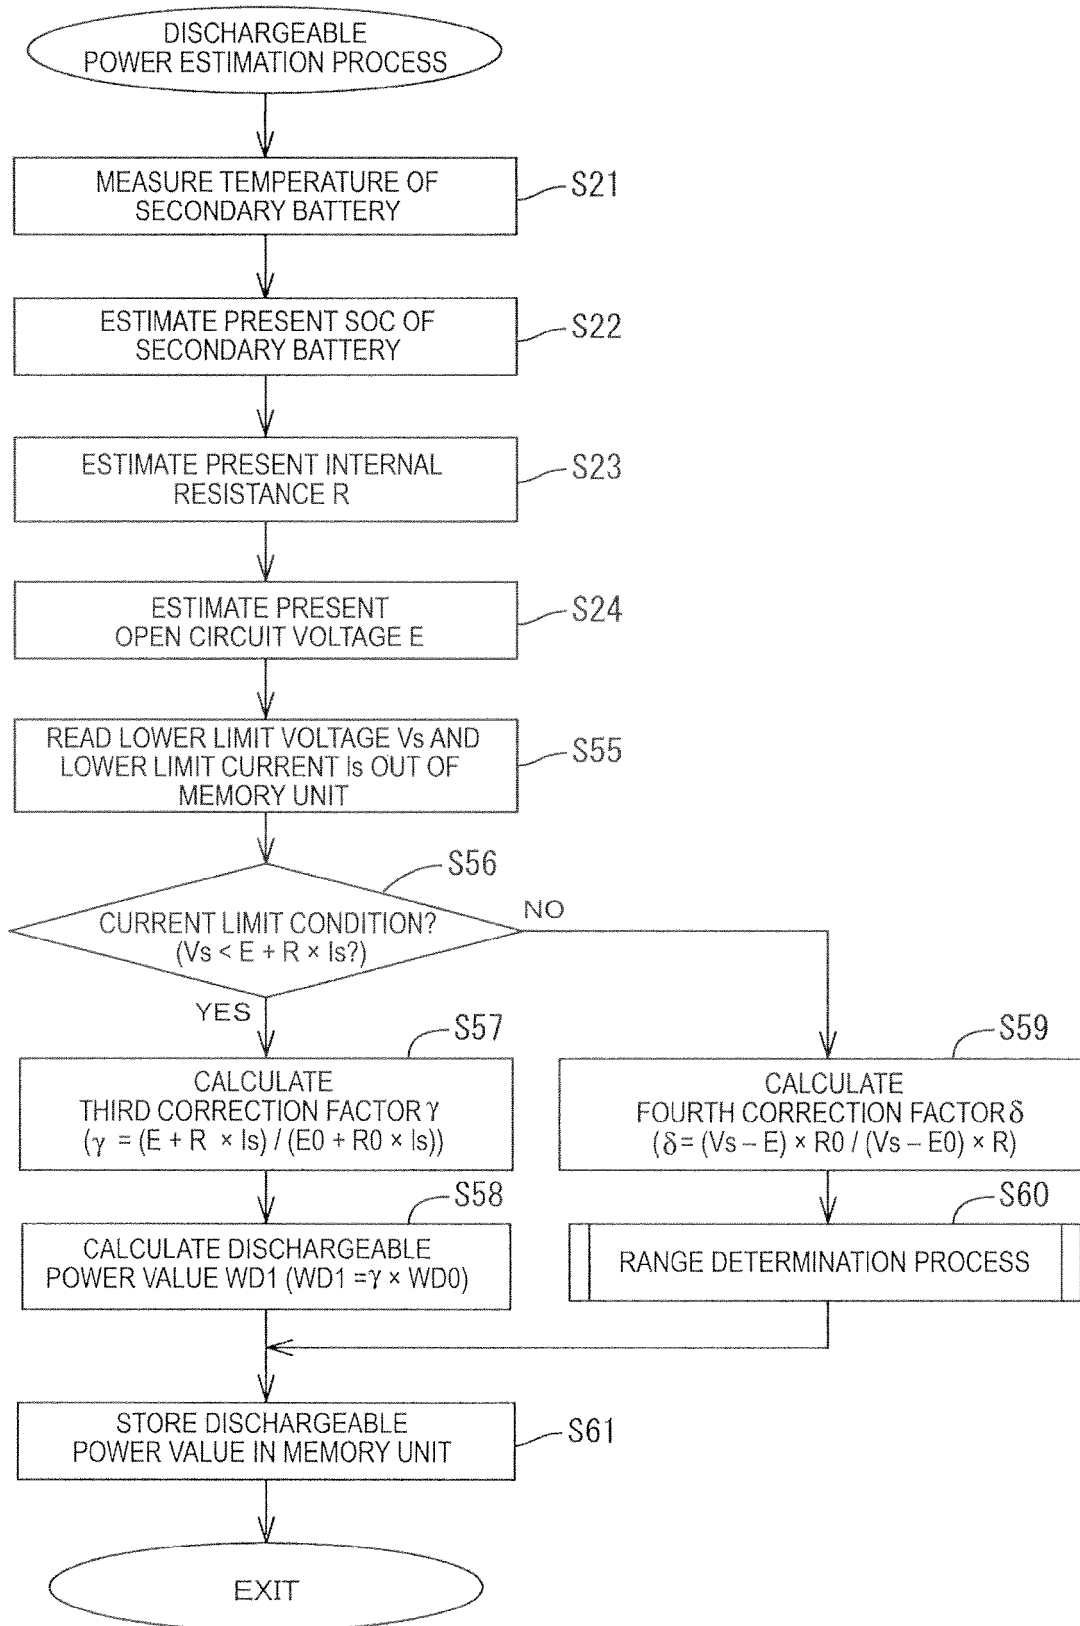 DISCHARGEABLE
POWER ESTIMATION PROCESS
MEASURE TEMPERATURE OF
SECONDARY BATTERY
S21
ESTIMATE PRESENT SOC OF
SECONDARY BATTERY
S22
ESTIMATE PRESENT INTERNAL
RESISTANCE R
S23
ESTIMATE PRESENT
OPEN CIRCUIT VOLTAGE E
S24
READ LOWER LIMIT VOLTAGE Vs AND
LOWER LIMIT CURRENT Is OUT OF
MEMORY UNIT
S55
S56
CURRENT LIMIT CONDITION?
(Vs < E + R × Is?)
NO
YES
S57
CALCULATE
THIRD CORRECTION FACTOR γ
(γ = (E + R × Is) / (E0 + R0 × Is))
S59
CALCULATE
FOURTH CORRECTION FACTOR δ
(δ = (Vs – E) × R0 / (Vs – E0) × R)
S58
CALCULATE DISCHARGEABLE
POWER VALUE WD1 (WD1 = γ × WD0)
S60
RANGE DETERMINATION PROCESS
STORE DISCHARGEABLE
POWER VALUE IN MEMORY UNIT
S61
EXIT